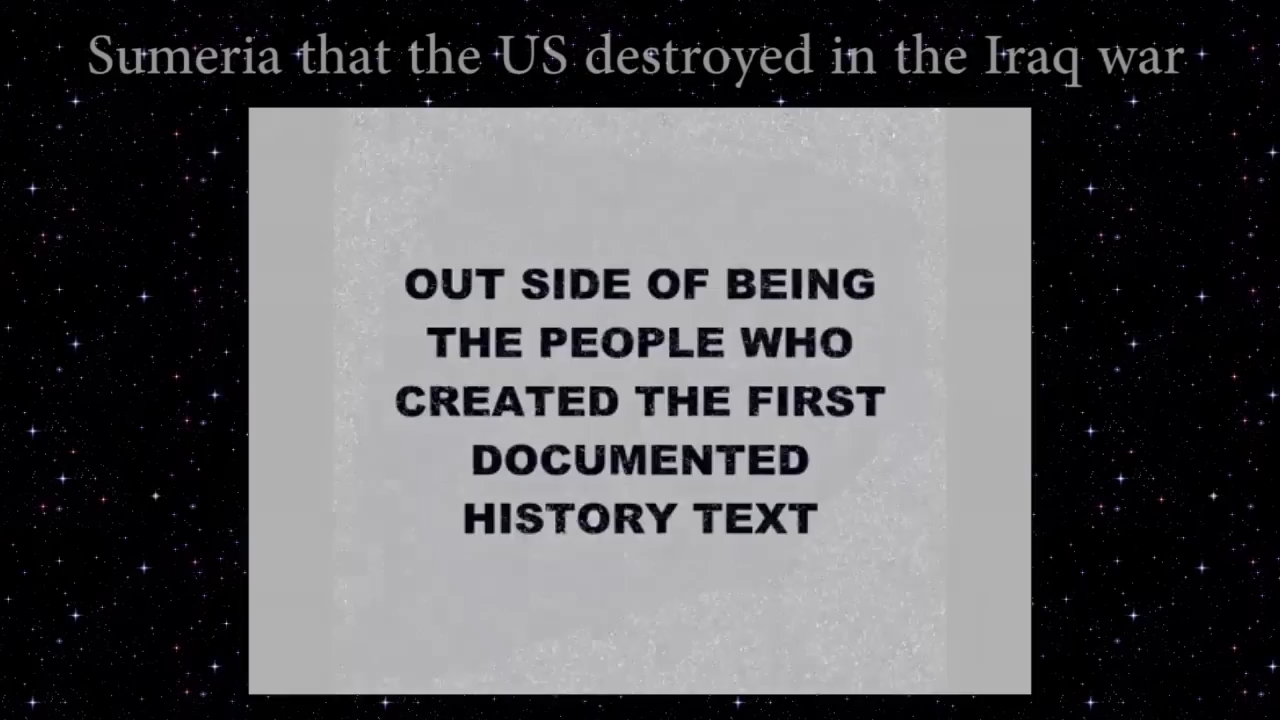 Sumeria that the US destroyed in the Iraq war
OUT SIDE OF BEING
THE PEOPLE WHO
CREATED THE FIRST
DOCUMENTED
HISTORY TEXT